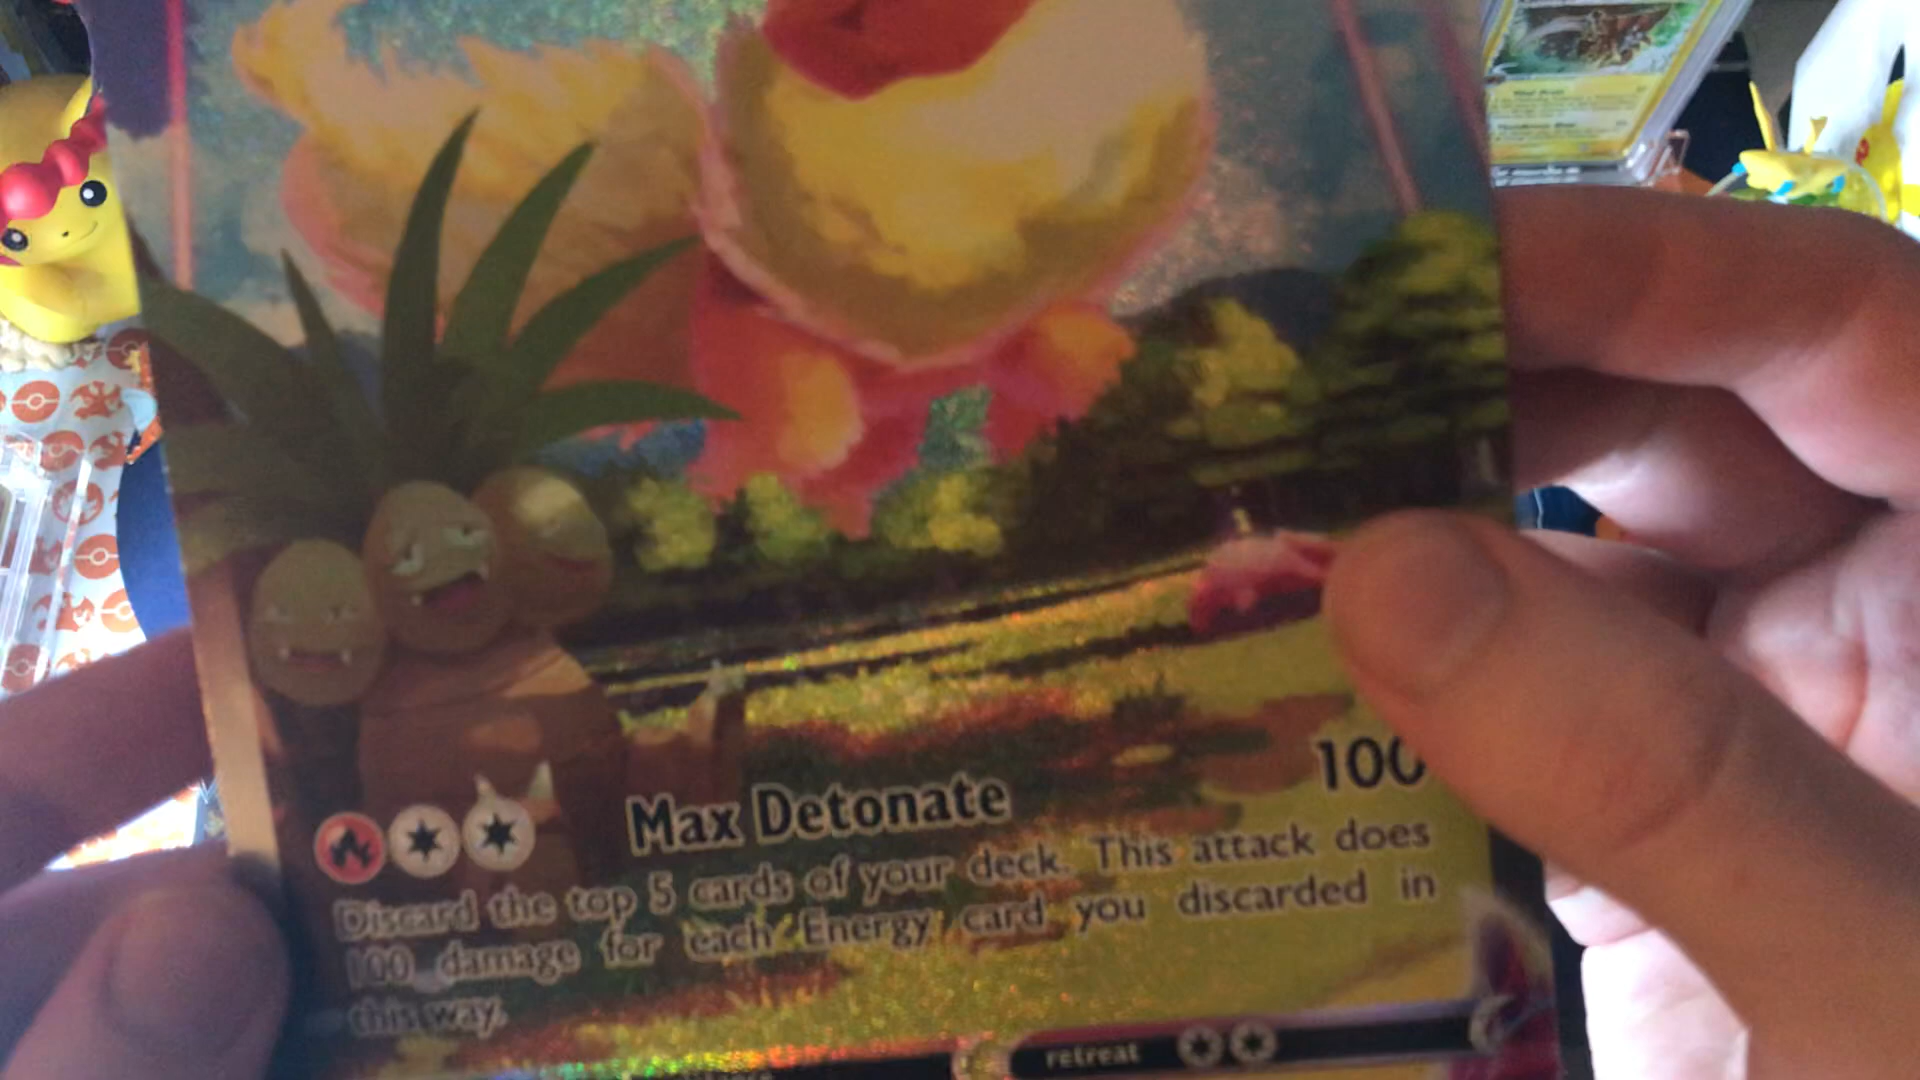 100
Max Detonate
Discard the top 5 cards of your deck. This attack does
100 damage for each Energy card you discarded in
this way.
retreat